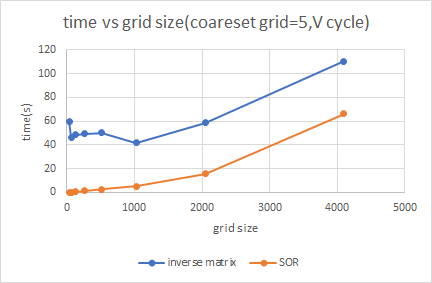 time vs grid size(coareset grid=5,V cycle)
120
100
80
60
40
20
0
time(s)
0 1000 2000 3000 4000 5000
grid size
inverse matrix SOR